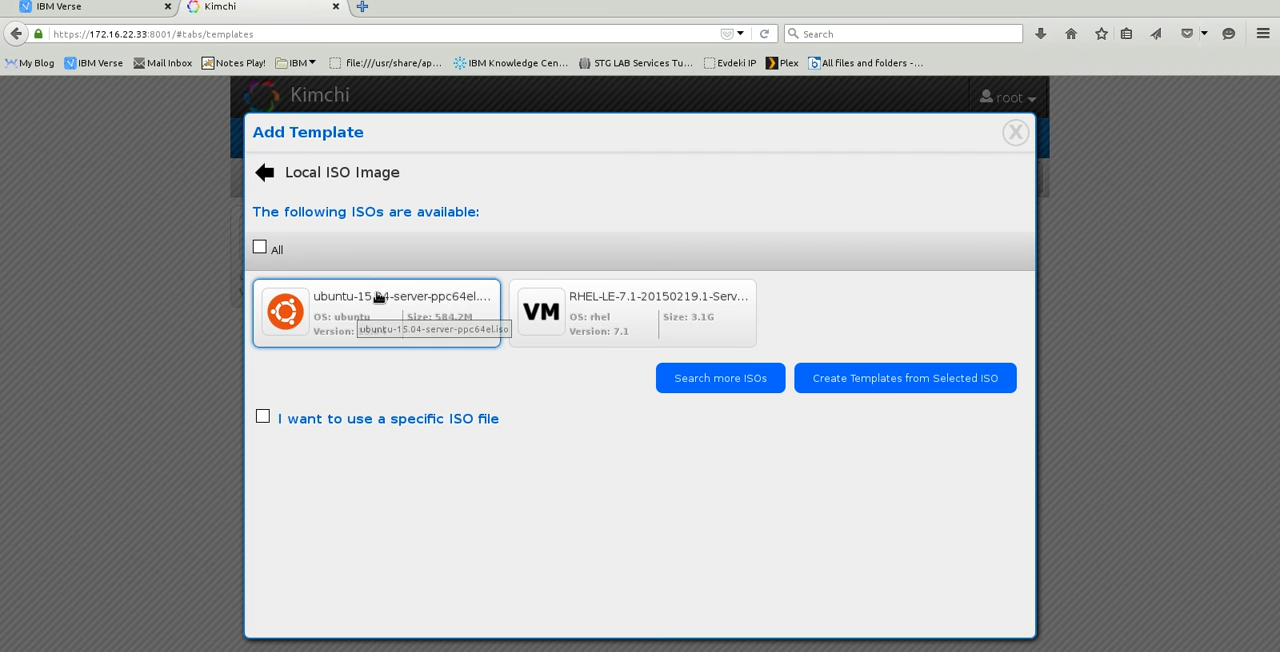 IBM Verse
Kimchi
https://172.16.22.33:8001/#tabs/templates
Search
My Blog
IBM Verse
Mail Inbox
Notes Play!
IBM
file:///usr/share/ap...
IBM Knowledge Cen...
STG LAB Services Tu...
Evdeki IP
Plex
All files and folders - ...
Kimchi
root
Add Template
X
Local ISO Image
The following ISOs are available:
All
ubuntu-15.04-server-ppc64el....
OS: ubuntu
Size: 584.2M
Version:
ubuntu-15.04-server-ppc64el.iso
VM
RHEL-LE-7.1-20150219.1-Serv...
OS: rhel
Size: 3.1G
Version: 7.1
Search more ISOs
Create Templates from Selected ISO
I want to use a specific ISO file